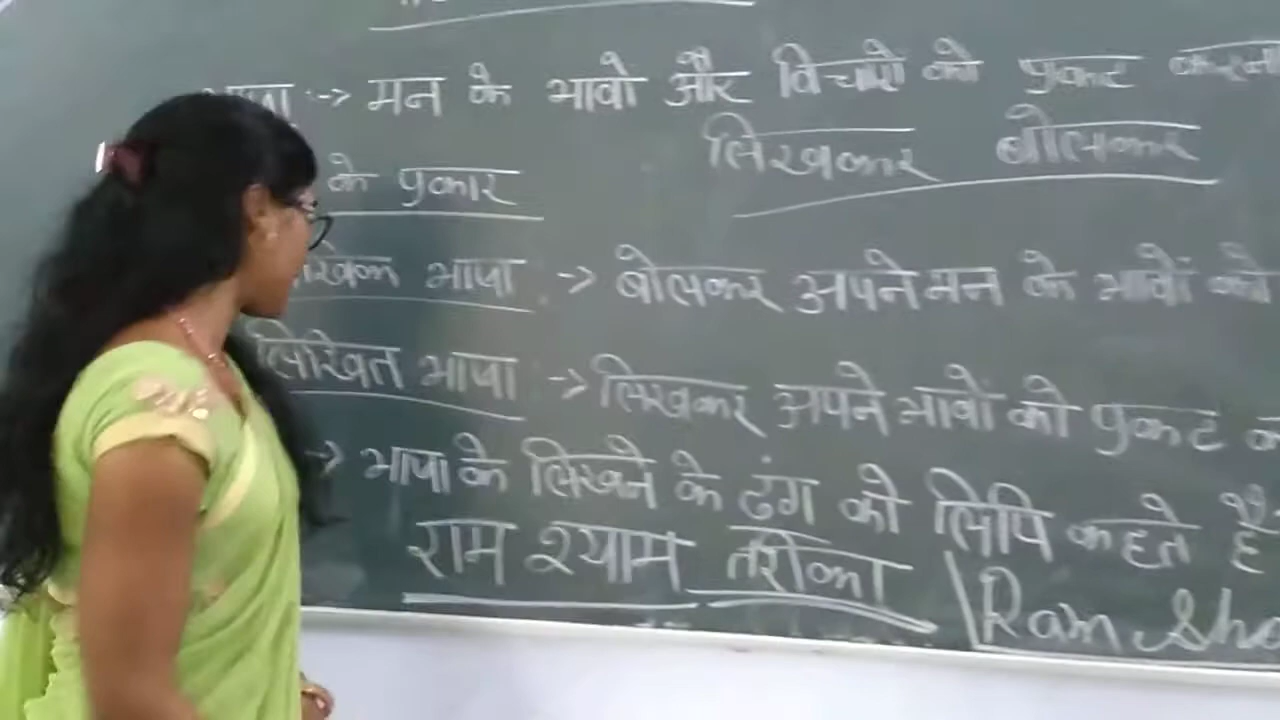 भाषा :-> मन के भावो और विचारो को प्रकट करना
लिखकर बोलकर
के प्रकार
भाषा -> बोलकर अपने मन के भावों को
लिखित भाषा -> लिखकर अपने भावों को प्रकट
-> भाषा के लिखने के ढंग को लिपि कहते है
राम श्याम तरीका | Ram Sha